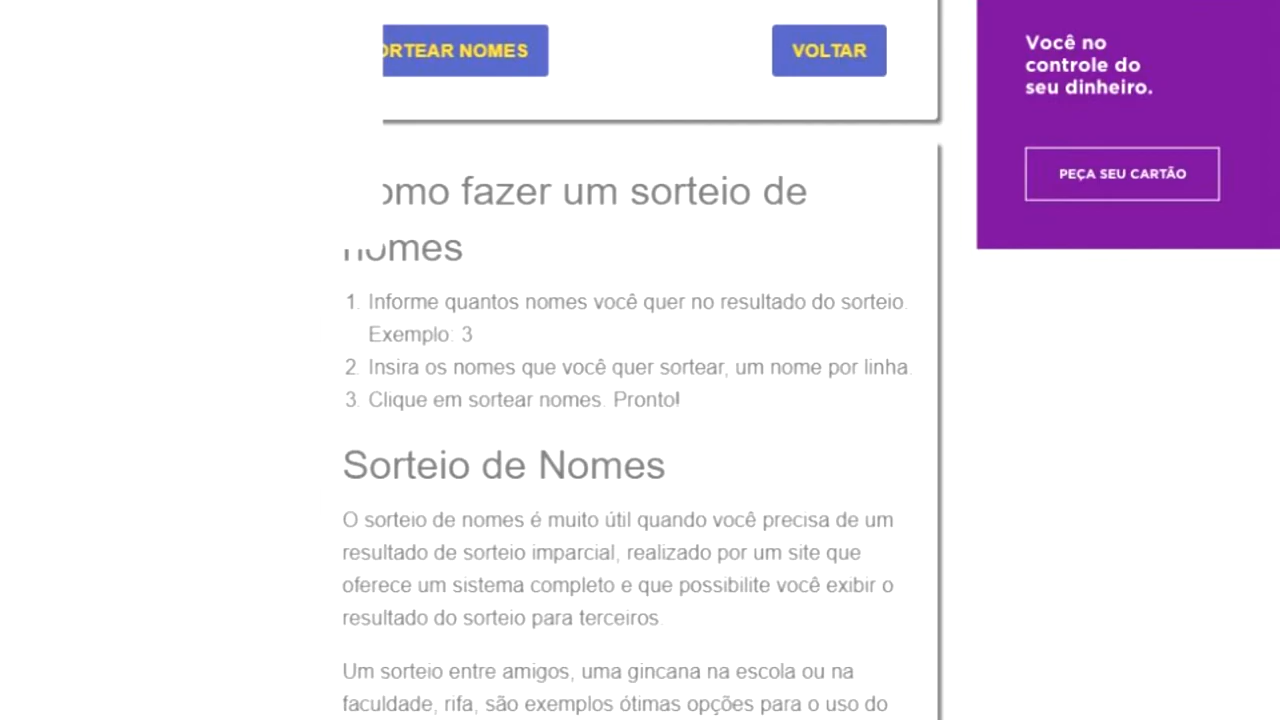 ORTEAR NOMES
VOLTAR
omo fazer um sorteio de
nomes
1. Informe quantos nomes você quer no resultado do sorteio.
Exemplo: 3
2. Insira os nomes que você quer sortear, um nome por linha.
3. Clique em sortear nomes. Pronto!
Sorteio de Nomes
O sorteio de nomes é muito útil quando você precisa de um
resultado de sorteio imparcial, realizado por um site que
oferece um sistema completo e que possibilite você exibir o
resultado do sorteio para terceiros.
Um sorteio entre amigos, uma gincana na escola ou na
faculdade, rifa, são exemplos ótimas opções para o uso do
Você no
controle do
seu dinheiro.
PEÇA SEU CARTÃO